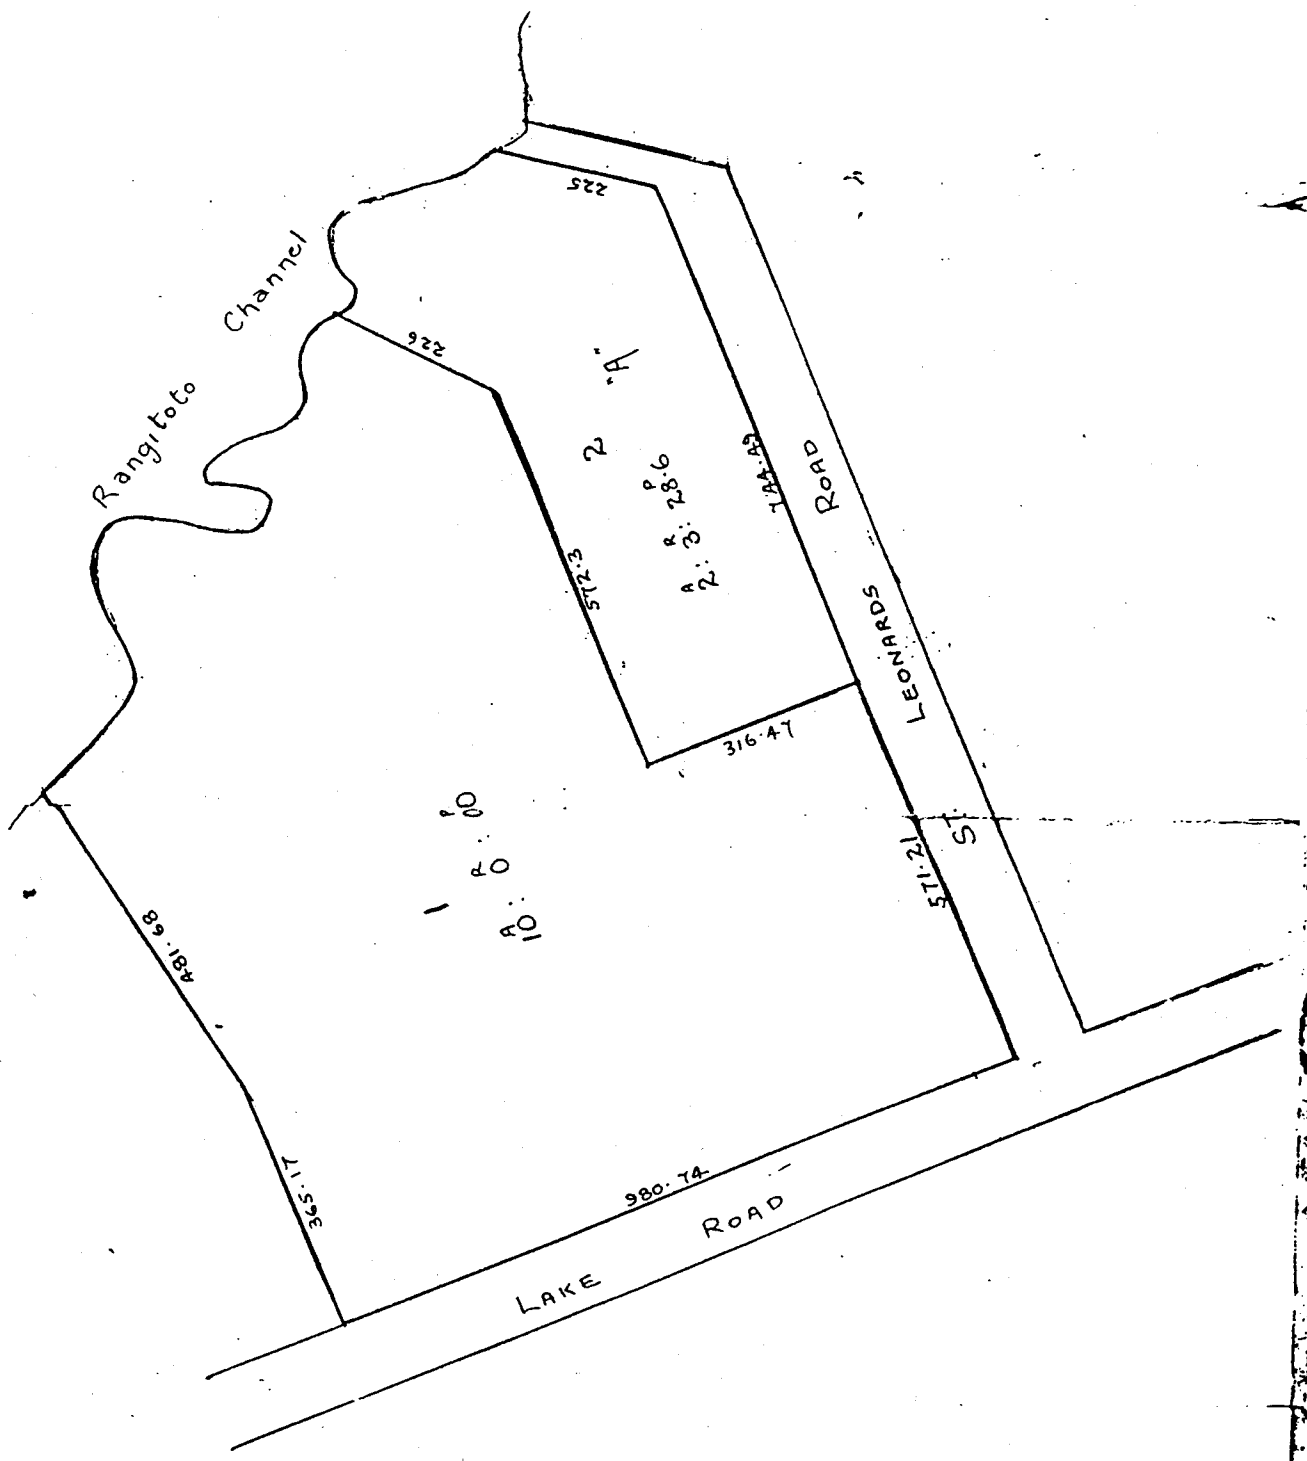 Rangitoto Channel
225
226
2 "A"
A R P
2: 3: 28.6
744.42
572.3
316.47
ST. LEONARDS ROAD
571.21
1
A R P
10: 0: 00
481.68
365.17
980.74
LAKE ROAD